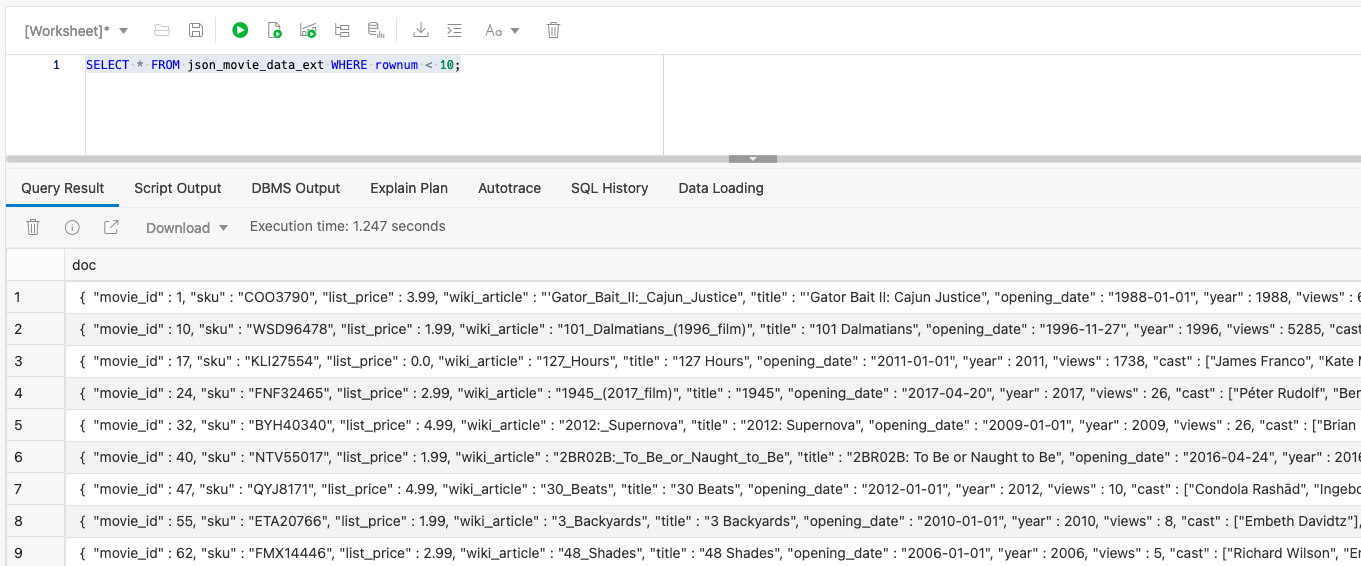 [Worksheet]*
Aa
1 SELECT * FROM json_movie_data_ext WHERE rownum < 10;
Query Result Script Output DBMS Output Explain Plan Autotrace SQL History Data Loading
Download Execution time: 1.247 seconds
doc
1 { "movie_id" : 1, "sku" : "COO3790", "list_price" : 3.99, "wiki_article" : "'Gator_Bait_II:_Cajun_Justice", "title" : "'Gator Bait II: Cajun Justice", "opening_date" : "1988-01-01", "year" : 1988, "views" : 6
2 { "movie_id" : 10, "sku" : "WSD96478", "list_price" : 1.99, "wiki_article" : "101_Dalmatians_(1996_film)", "title" : "101 Dalmatians", "opening_date" : "1996-11-27", "year" : 1996, "views" : 5285, "cast
3 { "movie_id" : 17, "sku" : "KLI27554", "list_price" : 0.0, "wiki_article" : "127_Hours", "title" : "127 Hours", "opening_date" : "2011-01-01", "year" : 2011, "views" : 1738, "cast" : ["James Franco", "Kate
4 { "movie_id" : 24, "sku" : "FNF32465", "list_price" : 2.99, "wiki_article" : "1945_(2017_film)", "title" : "1945", "opening_date" : "2017-04-20", "year" : 2017, "views" : 26, "cast" : ["Péter Rudolf", "Ber
5 { "movie_id" : 32, "sku" : "BYH40340", "list_price" : 4.99, "wiki_article" : "2012:_Supernova", "title" : "2012: Supernova", "opening_date" : "2009-01-01", "year" : 2009, "views" : 26, "cast" : ["Brian
6 { "movie_id" : 40, "sku" : "NTV55017", "list_price" : 1.99, "wiki_article" : "2BR02B:_To_Be_or_Naught_to_Be", "title" : "2BR02B: To Be or Naught to Be", "opening_date" : "2016-04-24", "year" : 2016
7 { "movie_id" : 47, "sku" : "QYJ8171", "list_price" : 4.99, "wiki_article" : "30_Beats", "title" : "30 Beats", "opening_date" : "2012-01-01", "year" : 2012, "views" : 10, "cast" : ["Condola Rashād", "Ingebo
8 { "movie_id" : 55, "sku" : "ETA20766", "list_price" : 1.99, "wiki_article" : "3_Backyards", "title" : "3 Backyards", "opening_date" : "2010-01-01", "year" : 2010, "views" : 8, "cast" : ["Embeth Davidtz"],
9 { "movie_id" : 62, "sku" : "FMX14446", "list_price" : 2.99, "wiki_article" : "48_Shades", "title" : "48 Shades", "opening_date" : "2006-01-01", "year" : 2006, "views" : 5, "cast" : ["Richard Wilson", "Er